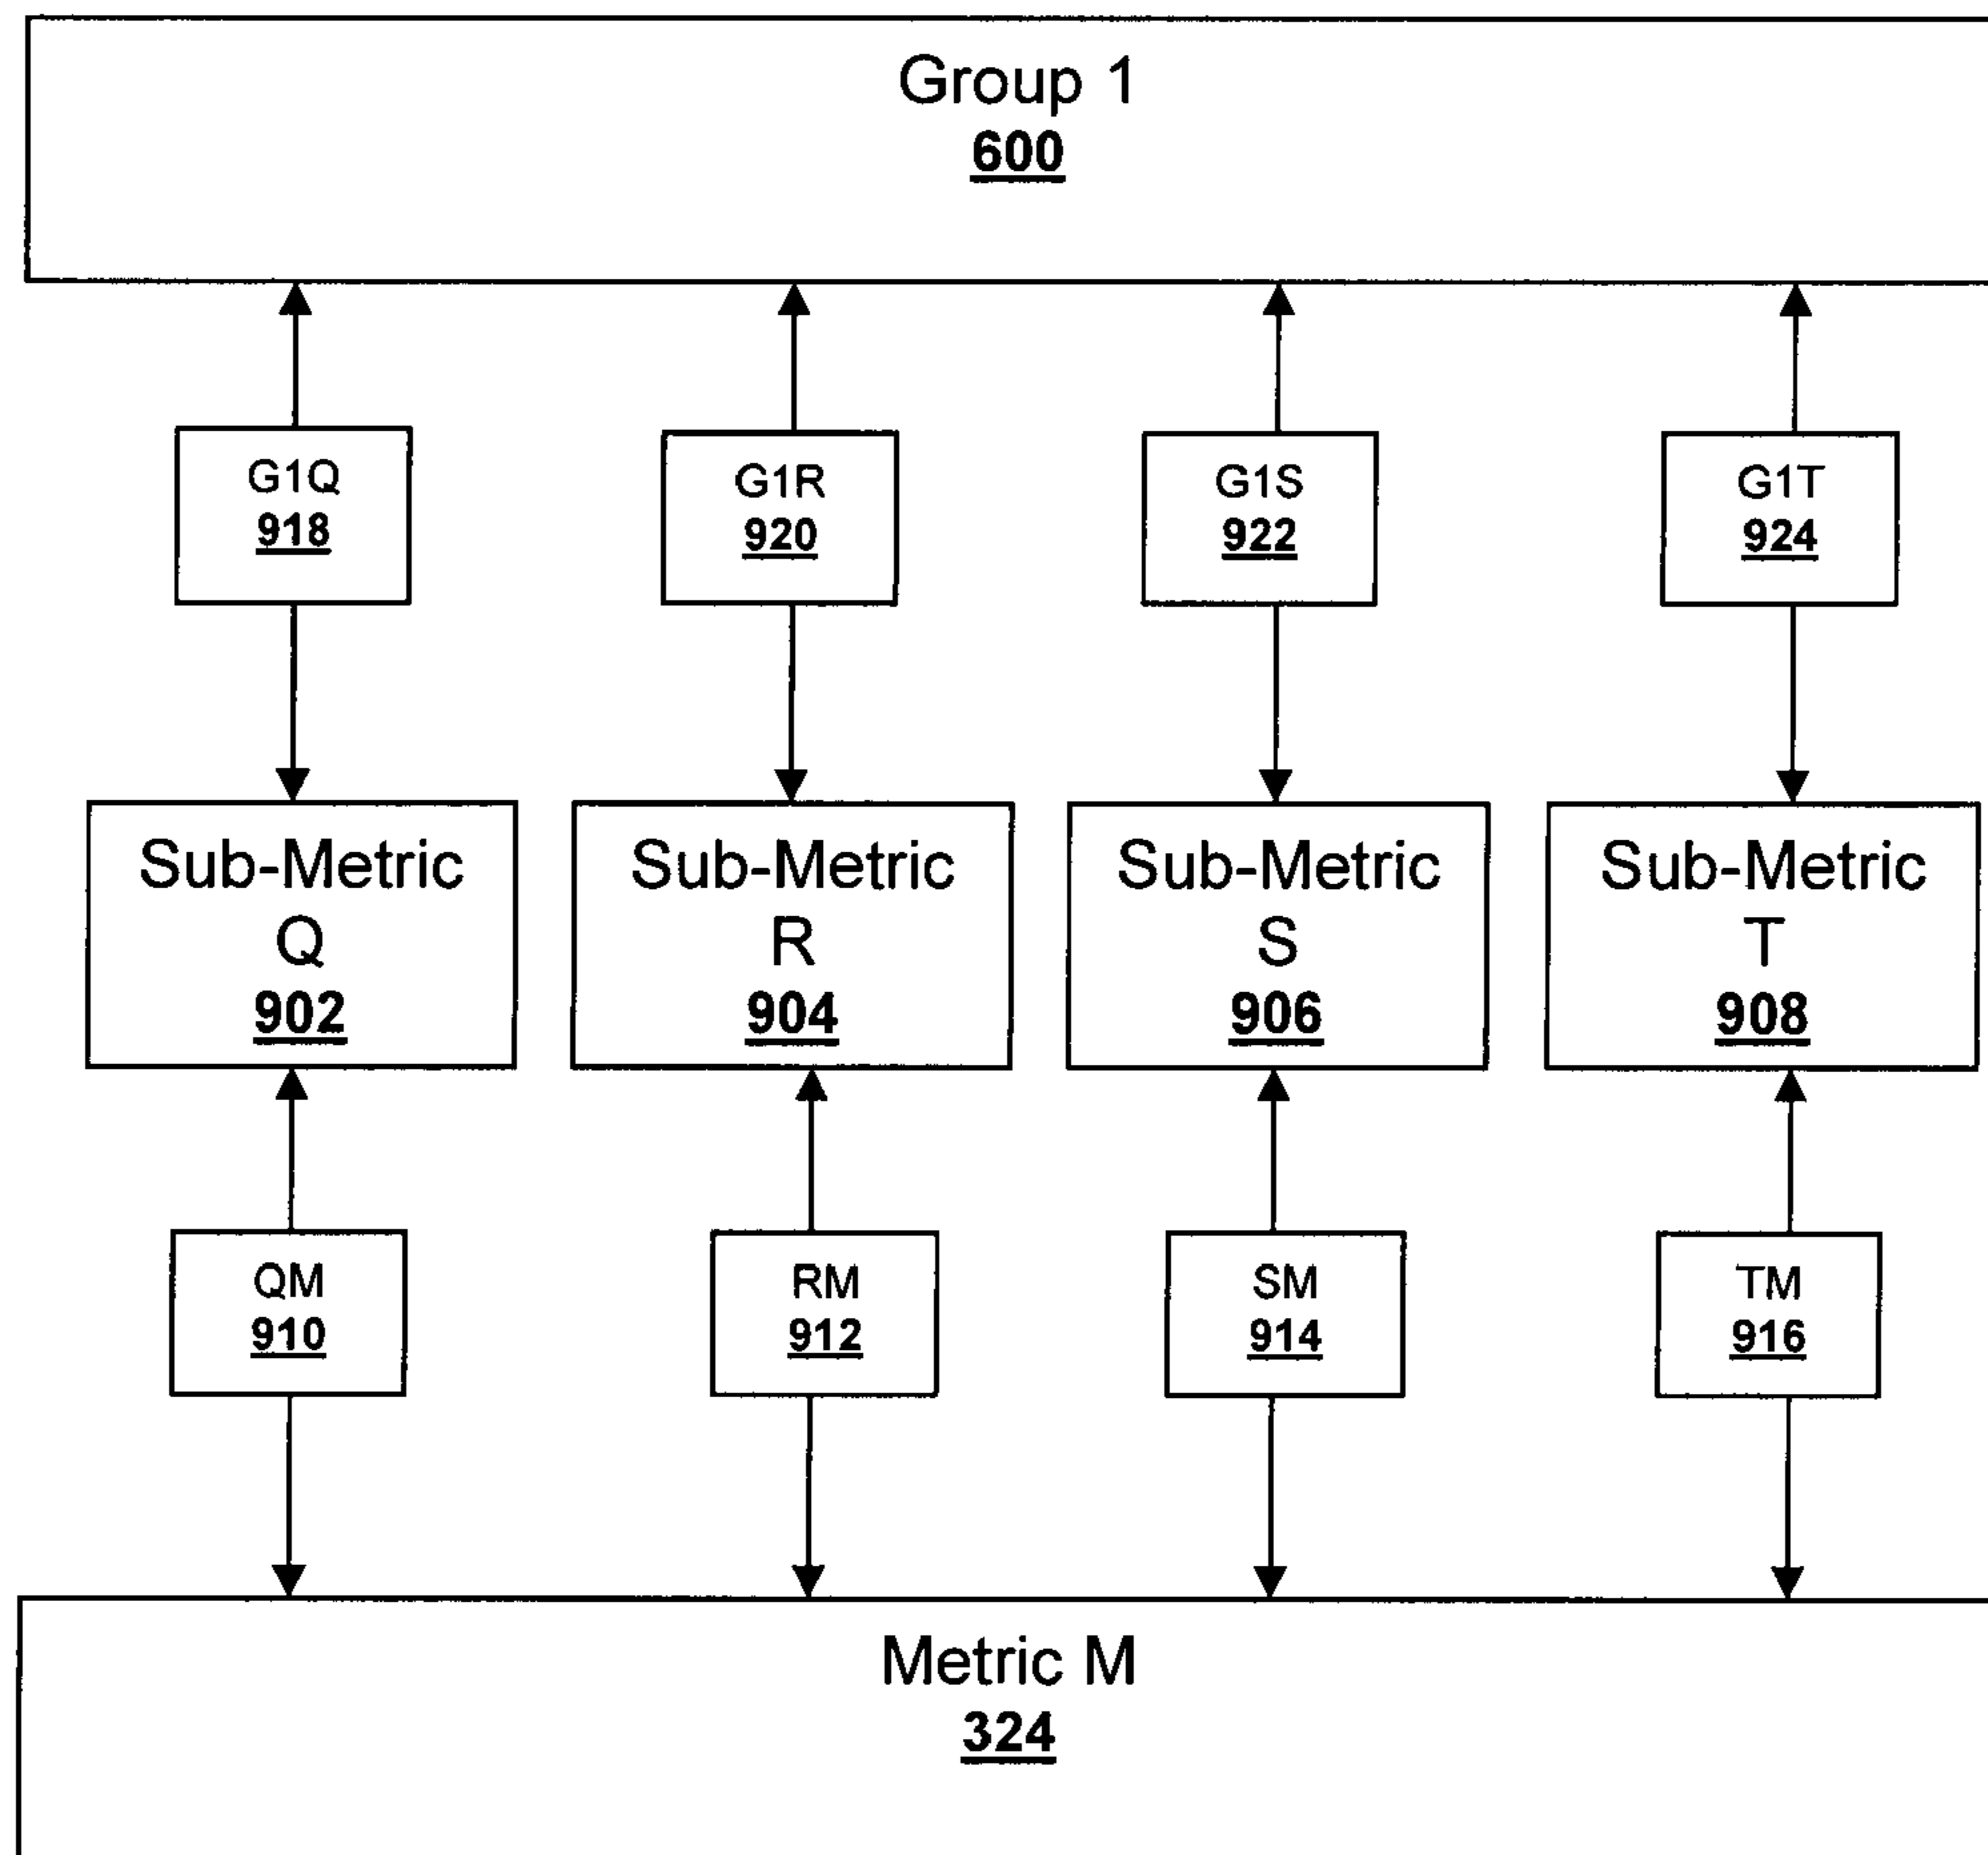 Group 1
600
G1Q
918
G1R
920
G1S
922
G1T
924
Sub-Metric
Q
902
Sub-Metric
R
904
Sub-Metric
S
906
Sub-Metric
T
908
QM
910
RM
912
SM
914
TM
916
Metric M
324